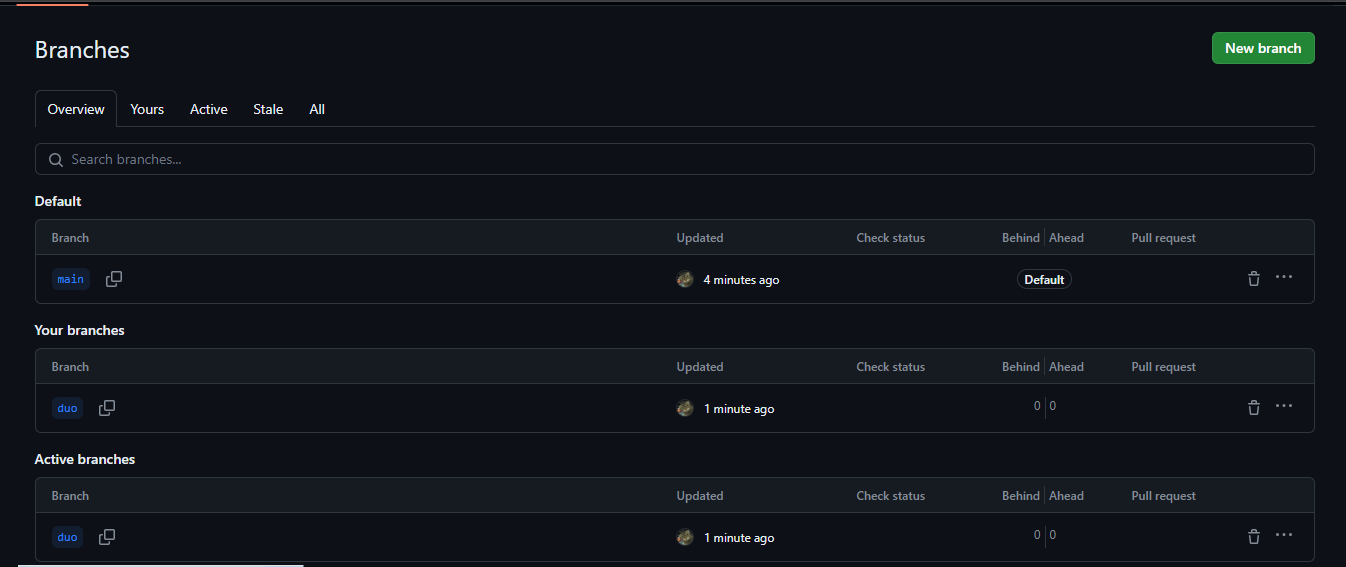 Branches
New branch
Overview Yours Active Stale All
Search branches...
Default
Branch Updated Check status Behind Ahead Pull request
main 4 minutes ago Default
Your branches
Branch Updated Check status Behind Ahead Pull request
duo 1 minute ago 0 0
Active branches
Branch Updated Check status Behind Ahead Pull request
duo 1 minute ago 0 0